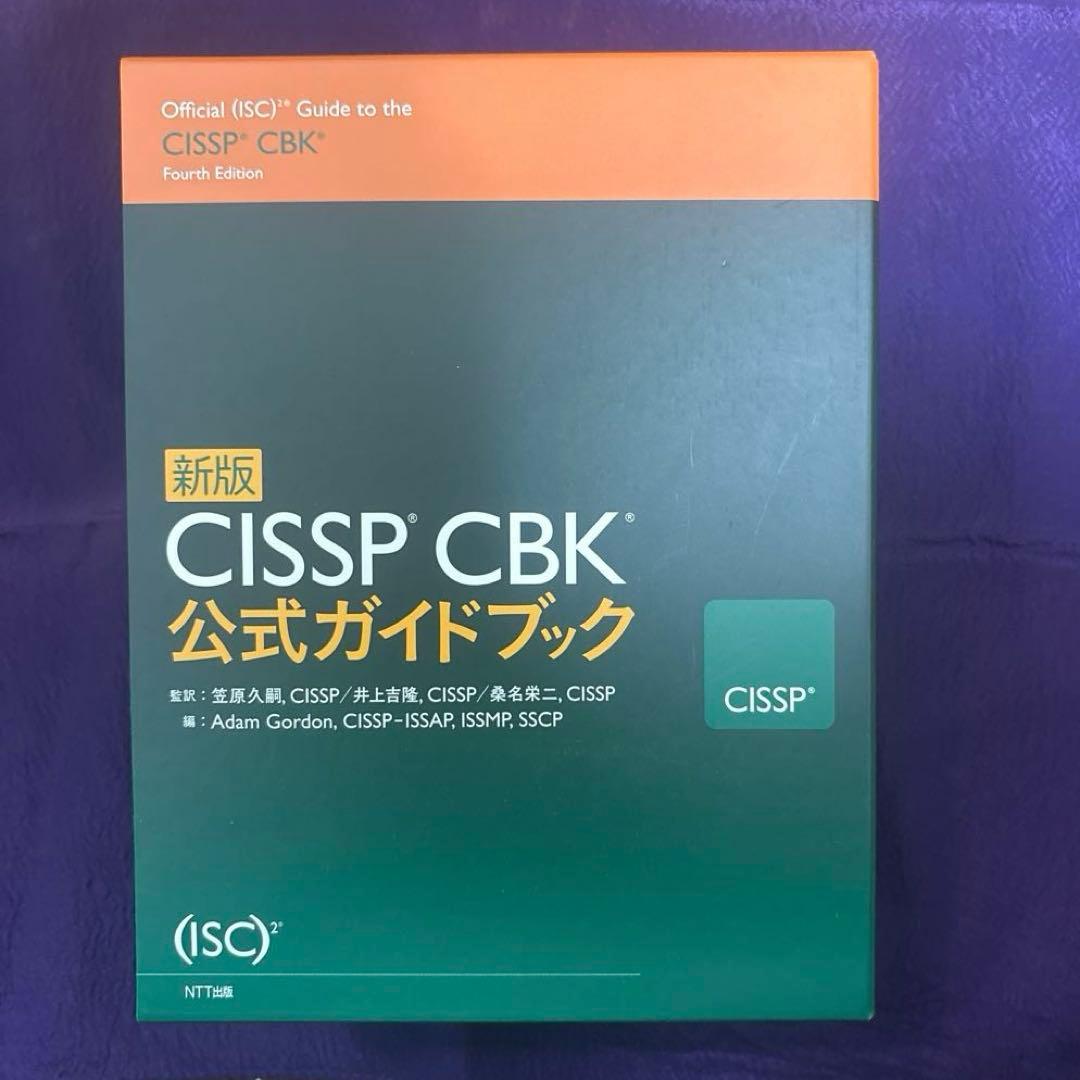 Official (ISC)²® Guide to the
CISSP® CBK®
Fourth Edition
新版
CISSP® CBK®
公式ガイドブック
監訳：笠原久嗣, CISSP／井上吉隆, CISSP／桑名栄二, CISSP
編：Adam Gordon, CISSP-ISSAP, ISSMP, SSCP
CISSP®
(ISC)²®
NTT出版